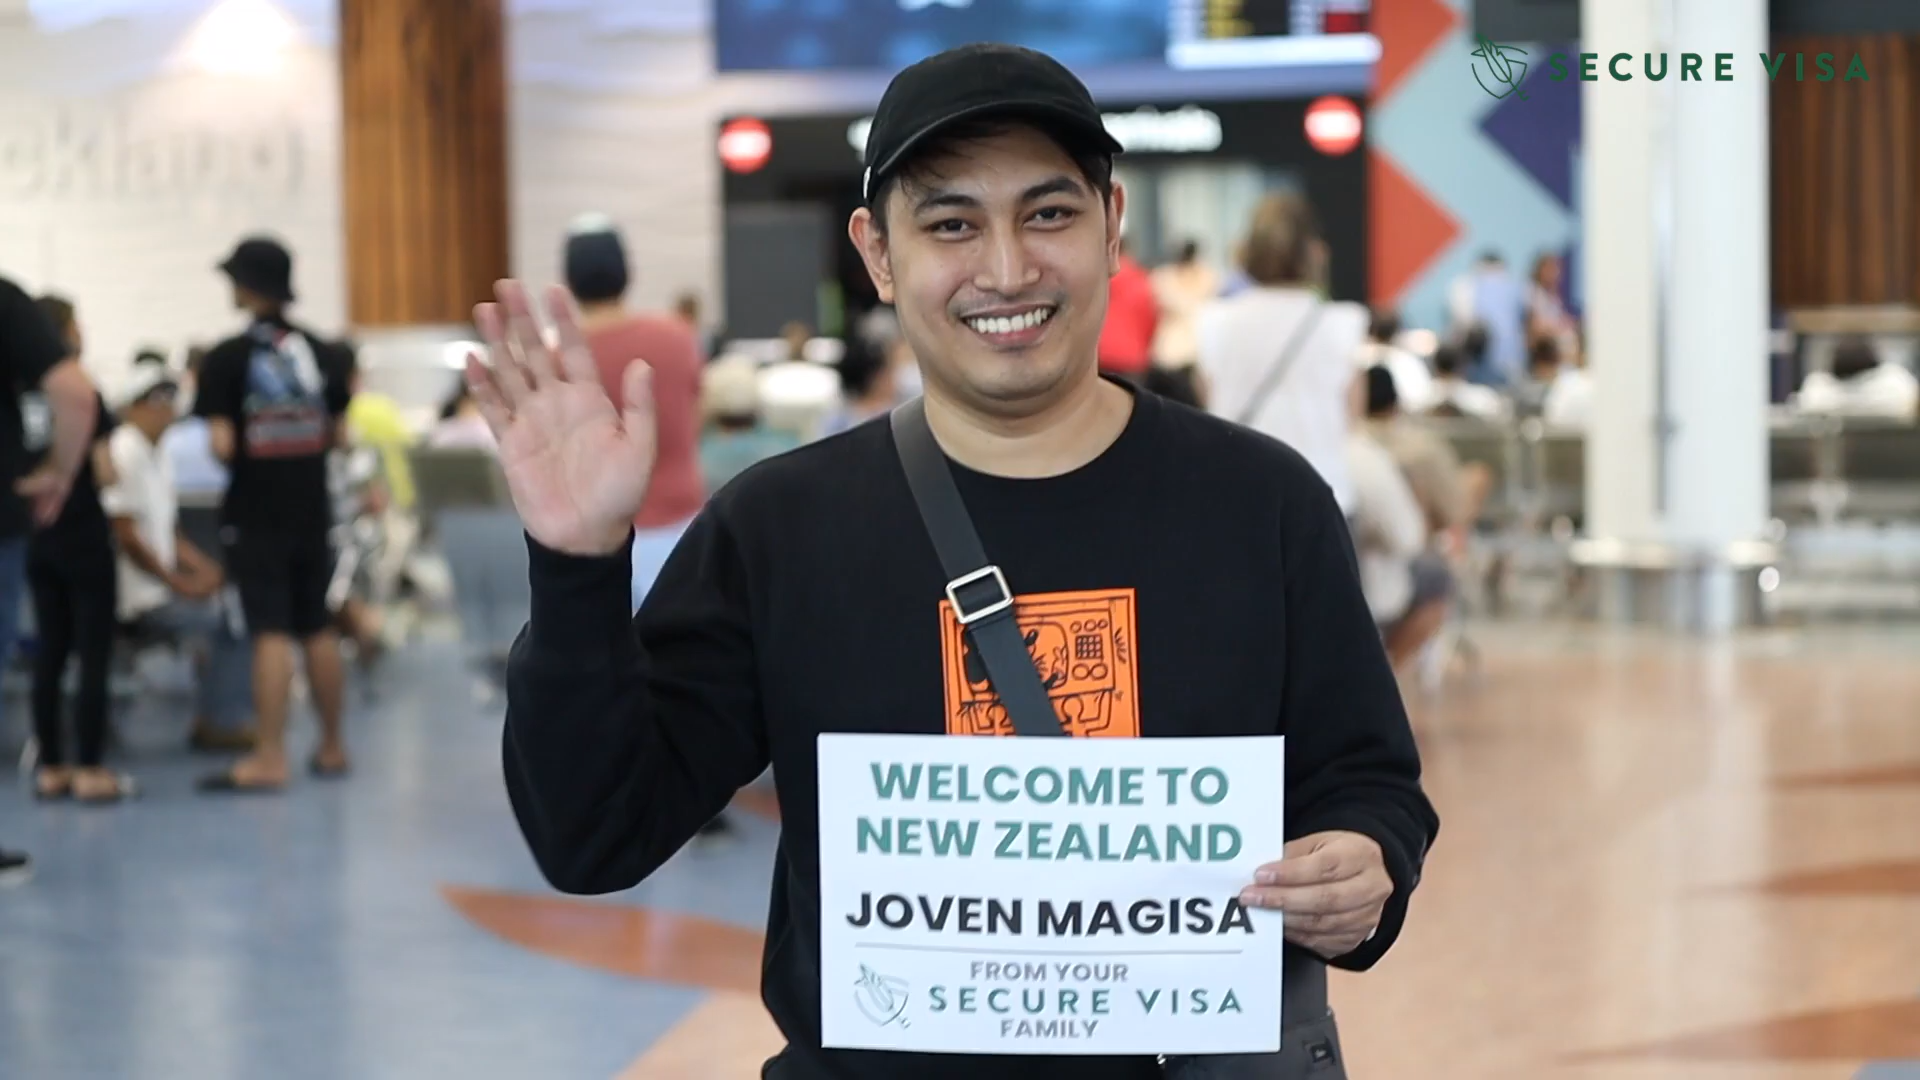 SECURE VISA
WELCOME TO
NEW ZEALAND
JOVEN MAGISA
FROM YOUR
SECURE VISA
FAMILY